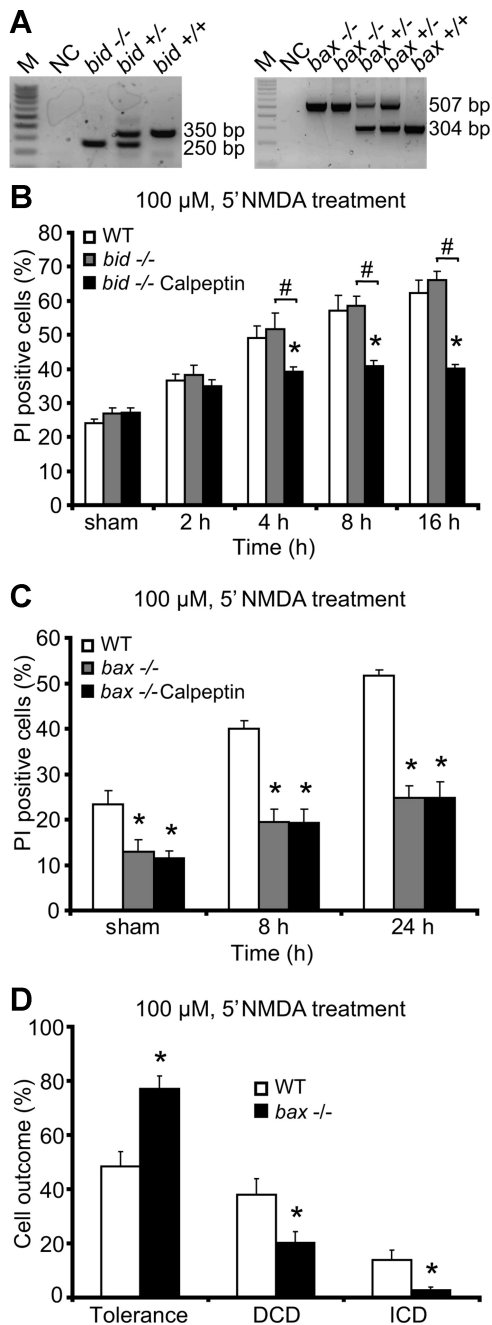 A
M NC bid -/- bid +/- bid +/+
350 bp
250 bp
M NC bax -/- bax -/- bax +/- bax +/- bax +/+
507 bp
304 bp
B
100 µM, 5’ NMDA treatment
PI positive cells (%)
80
70
60
50
40
30
20
10
0
WT
bid -/-
bid -/- Calpeptin
# # #
* * *
sham 2 h 4 h 8 h 16 h
Time (h)
C
100 µM, 5’ NMDA treatment
PI positive cells (%)
60
50
40
30
20
10
0
WT
bax -/-
bax -/- Calpeptin
* * * * * *
sham 8 h 24 h
Time (h)
D
100 µM, 5’ NMDA treatment
Cell outcome (%)
100
80
60
40
20
0
WT
bax -/-
* * *
Tolerance DCD ICD